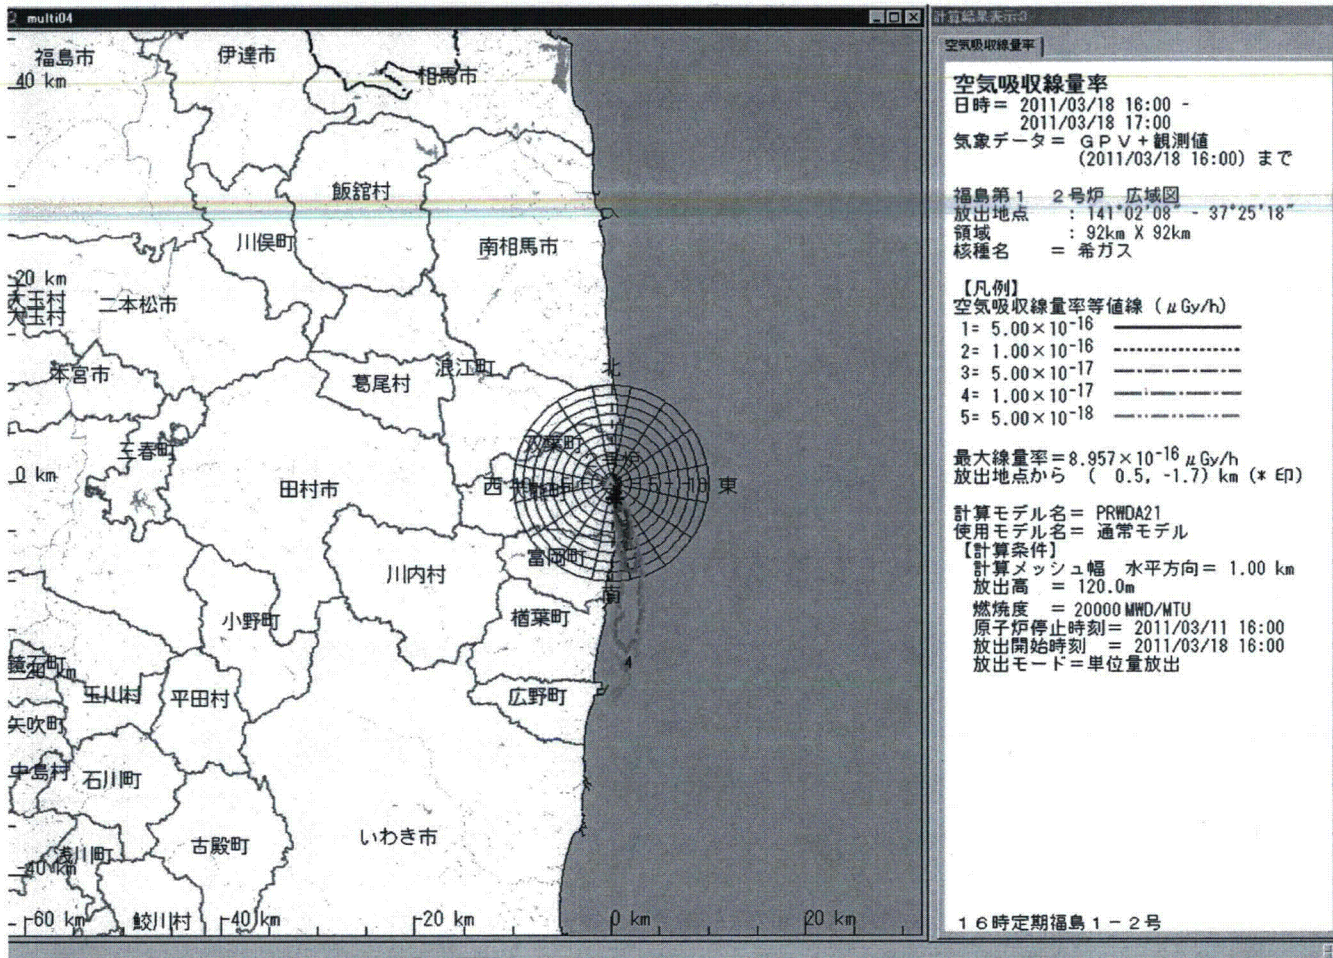 multi04
福島市
伊達市
相馬市
40 km
飯舘村
川俣町
南相馬市
20 km
大玉村
大玉村
二本松市
本宮市
葛尾村
浪江町
北
三春町
双葉町
0 km
田村市
西
東
富岡町
川内村
南
小野町
楢葉町
4
鏡石町
玉川村
平田村
広野町
矢吹町
中島村
石川町
いわき市
古殿町
浅川町
-40 km
鮫川村
-60 km
-40 km
-20 km
0 km
20 km
計算結果表示3
空気吸収線量率
空気吸収線量率
日時= 2011/03/18 16:00 -
2011/03/18 17:00
気象データ= GPV+観測値
(2011/03/18 16:00) まで
福島第1 2号炉 広域図
放出地点 : 141°02'08" - 37°25'18"
領域 : 92km X 92km
核種名 = 希ガス
【凡例】
空気吸収線量率等値線 (μGy/h)
1= 5.00×10⁻¹⁶
2= 1.00×10⁻¹⁶
3= 5.00×10⁻¹⁷
4= 1.00×10⁻¹⁷
5= 5.00×10⁻¹⁸
最大線量率=8.957×10⁻¹⁶μGy/h
放出地点から ( 0.5, -1.7) km (* 印)
計算モデル名= PRWDA21
使用モデル名= 通常モデル
【計算条件】
計算メッシュ幅 水平方向= 1.00 km
放出高 = 120.0m
燃焼度 = 20000MWD/MTU
原子炉停止時刻= 2011/03/11 16:00
放出開始時刻 = 2011/03/18 16:00
放出モード=単位量放出
16時定期福島1-2号